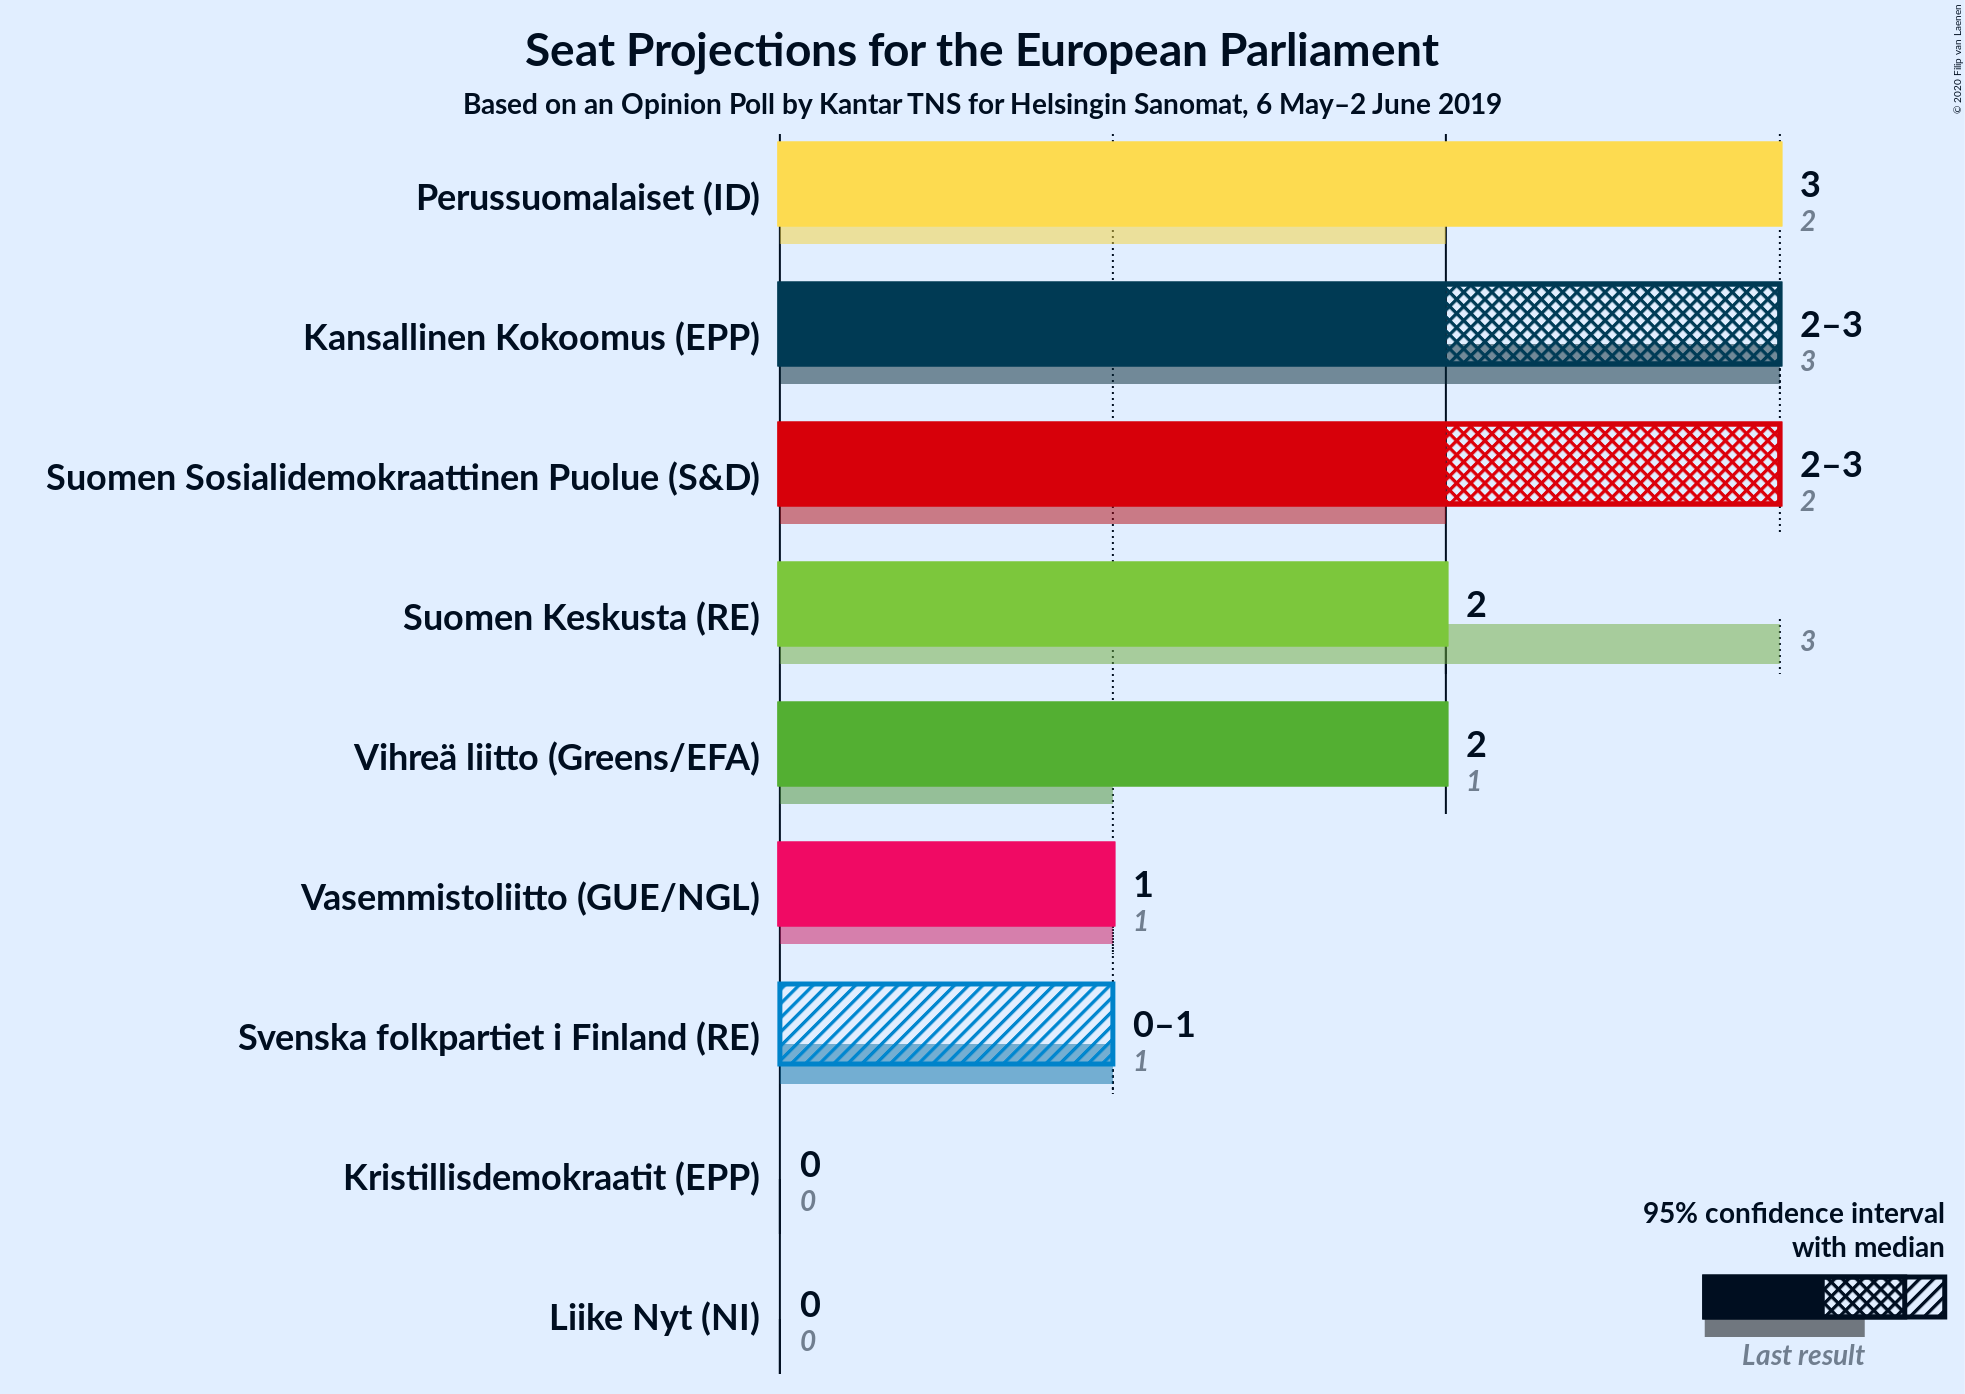 Seat Projections for the European Parliament
Based on an Opinion Poll by Kantar TNS for Helsingin Sanomat, 6 May–2 June 2019
© 2020 Filip van Laenen
Perussuomalaiset (ID)
3
2
Kansallinen Kokoomus (EPP)
2–3
3
Suomen Sosialidemokraattinen Puolue (S&D)
2–3
2
Suomen Keskusta (RE)
2
3
Vihreä liitto (Greens/EFA)
2
1
Vasemmistoliitto (GUE/NGL)
1
1
Svenska folkpartiet i Finland (RE)
0–1
1
Kristillisdemokraatit (EPP)
0
0
Liike Nyt (NI)
0
0
95% confidence interval
with median
Last result